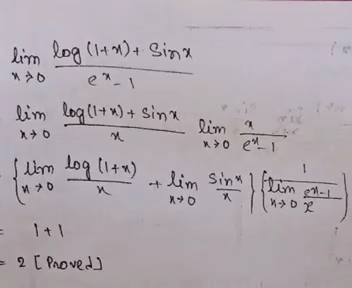 lim x→0 (log(1+x) + Sinx)/(e^x - 1)
lim x→0 (log(1+x) + sinx)/x lim x→0 x/(e^x - 1)
{lim x→0 (log(1+x))/x + lim x→0 (Sinx)/x} {1/(lim x→0 (e^x - 1)/x)}
= 1+1
= 2 [Proved]